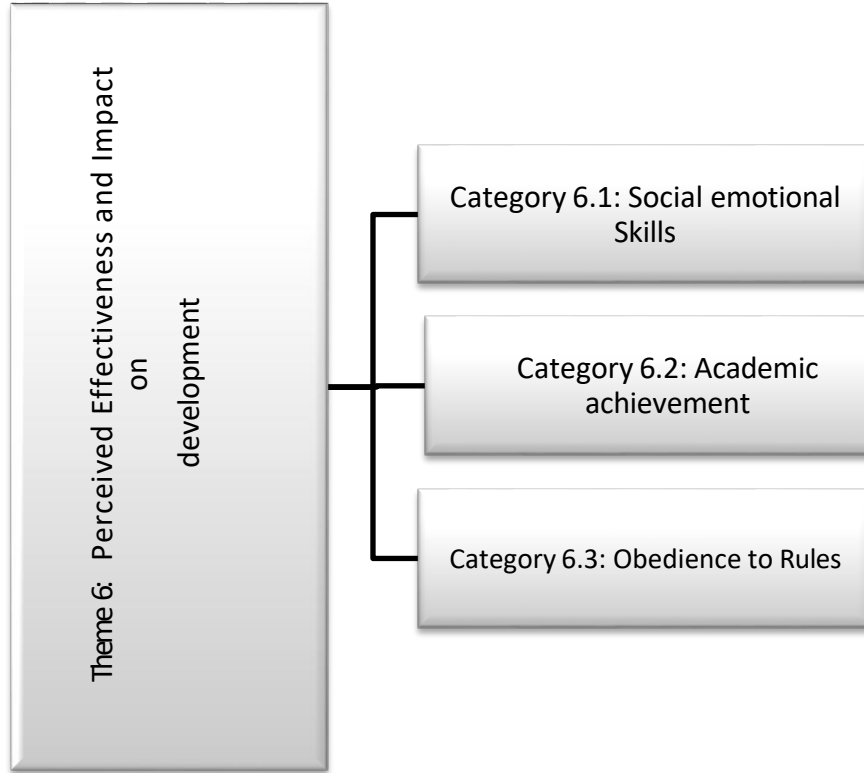 Theme 6: Perceived Effectiveness and Impact
on
development
Category 6.1: Social emotional
Skills
Category 6.2: Academic
achievement
Category 6.3: Obedience to Rules